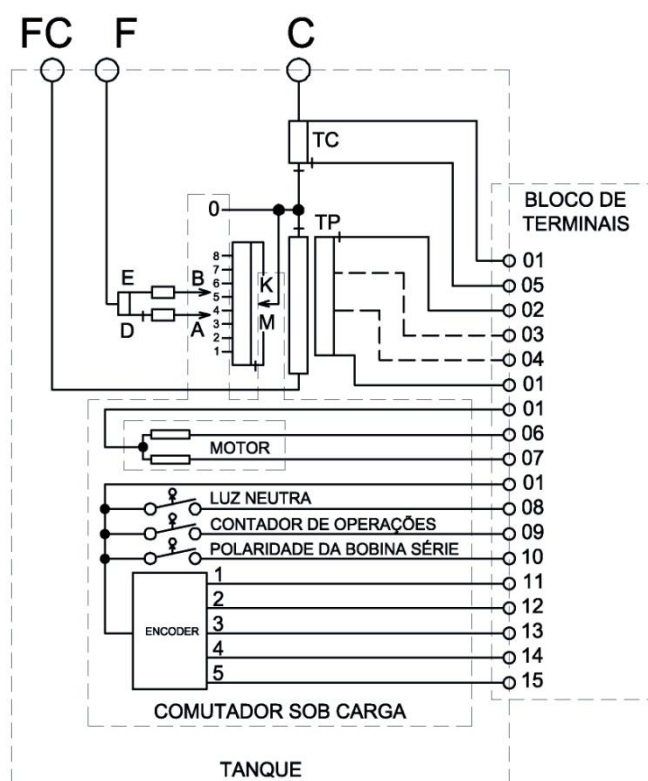 FC F C
TC
BLOCO DE
TERMINAIS
0
TP
8
7
6
5
4
3
2
1
E
B
K
D
A
M
01
05
02
03
04
01
01
MOTOR
06
07
01
LUZ NEUTRA
08
CONTADOR DE OPERAÇÕES
09
POLARIDADE DA BOBINA SÉRIE
10
ENCODER
1
11
2
12
3
13
4
14
5
15
COMUTADOR SOB CARGA
TANQUE